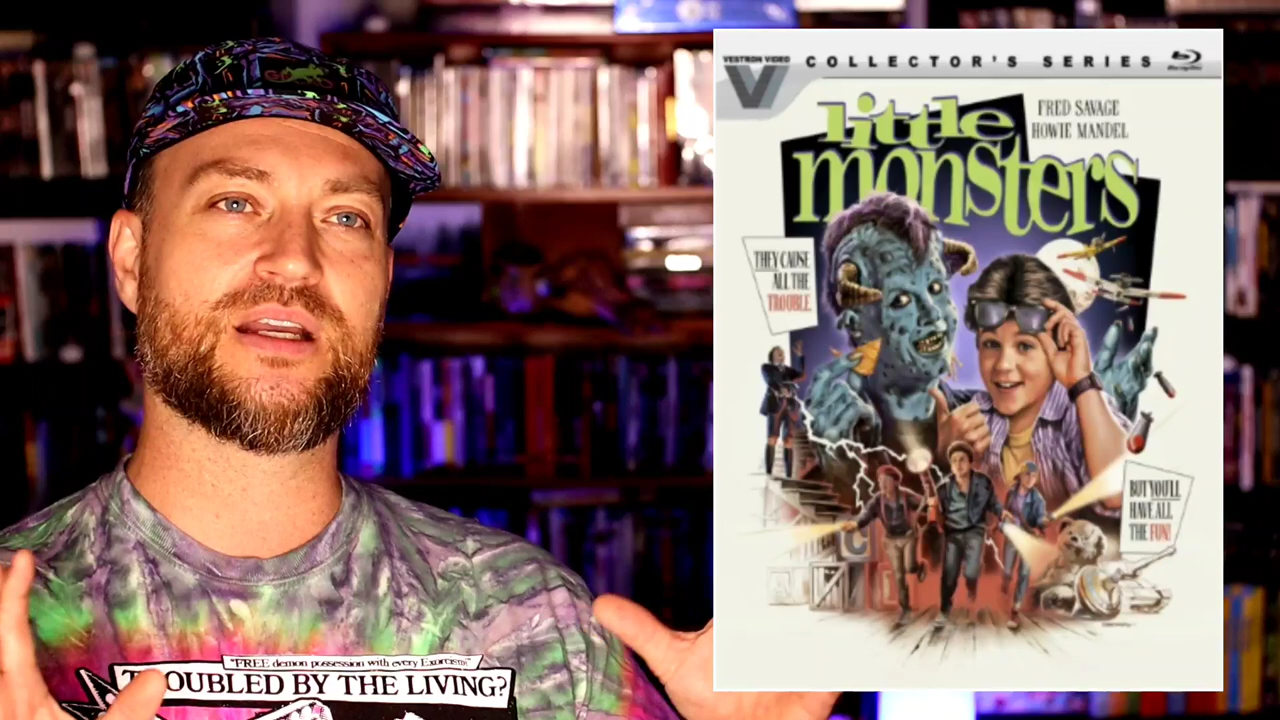 VESTRON VIDEO
V
COLLECTOR'S SERIES
Blu-ray Disc
little
monsters
FRED SAVAGE
HOWIE MANDEL
THEY CAUSE
ALL THE
TROUBLE.
BUT YOU'LL
HAVE ALL
THE FUN!
C
"FREE demon possession with every Exorcism!"
TROUBLED BY THE LIVING?